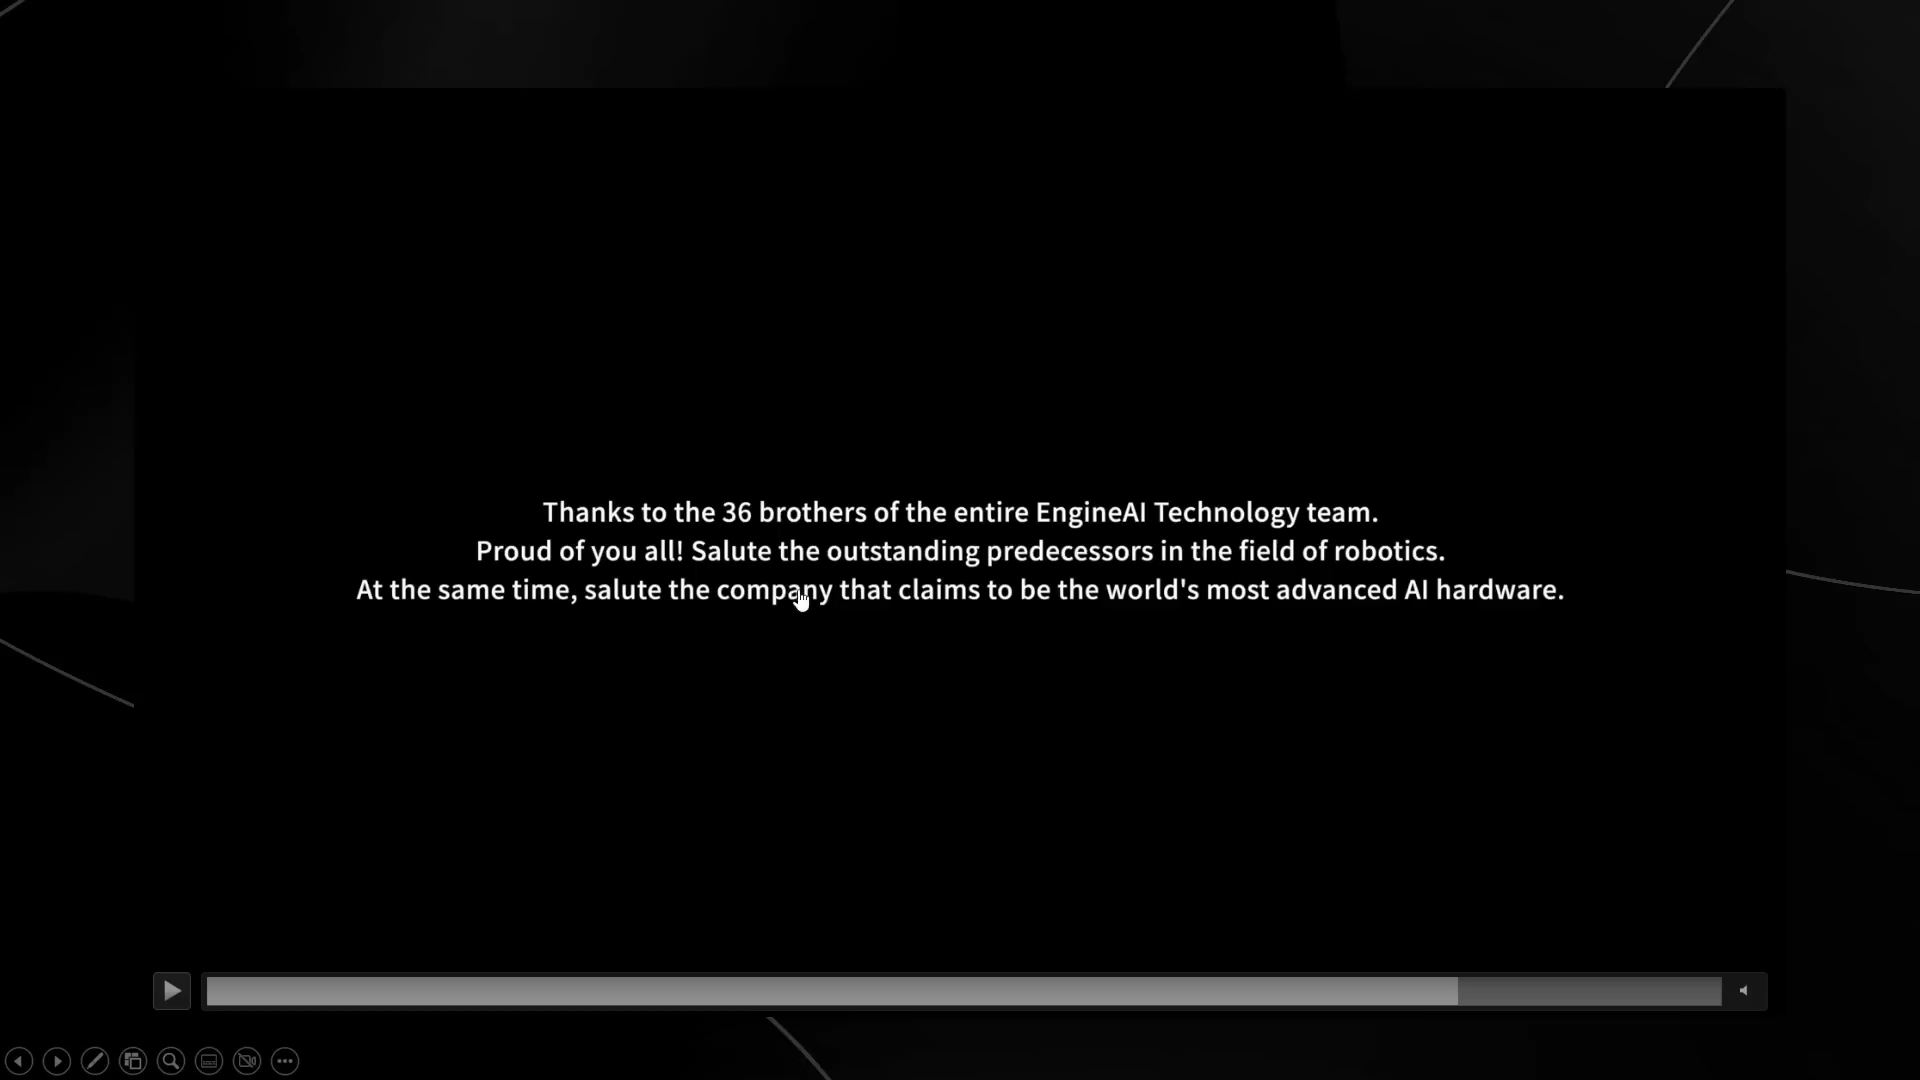 Thanks to the 36 brothers of the entire EngineAI Technology team.
Proud of you all! Salute the outstanding predecessors in the field of robotics.
At the same time, salute the company that claims to be the world's most advanced AI hardware.